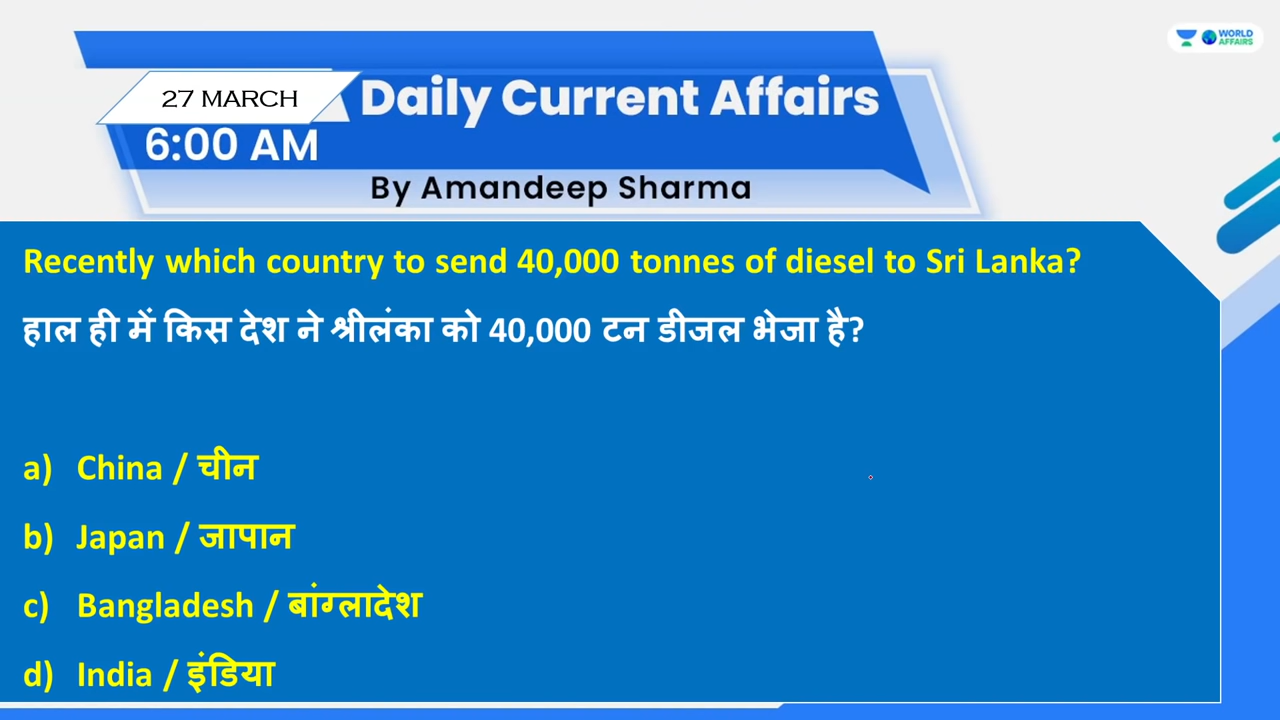 WORLD
AFFAIRS
27 MARCH
Daily Current Affairs
6:00 AM
By Amandeep Sharma
Recently which country to send 40,000 tonnes of diesel to Sri Lanka?
हाल ही में किस देश ने श्रीलंका को 40,000 टन डीजल भेजा है?
a) China / चीन
b) Japan / जापान
c) Bangladesh / बांग्लादेश
d) India / इंडिया